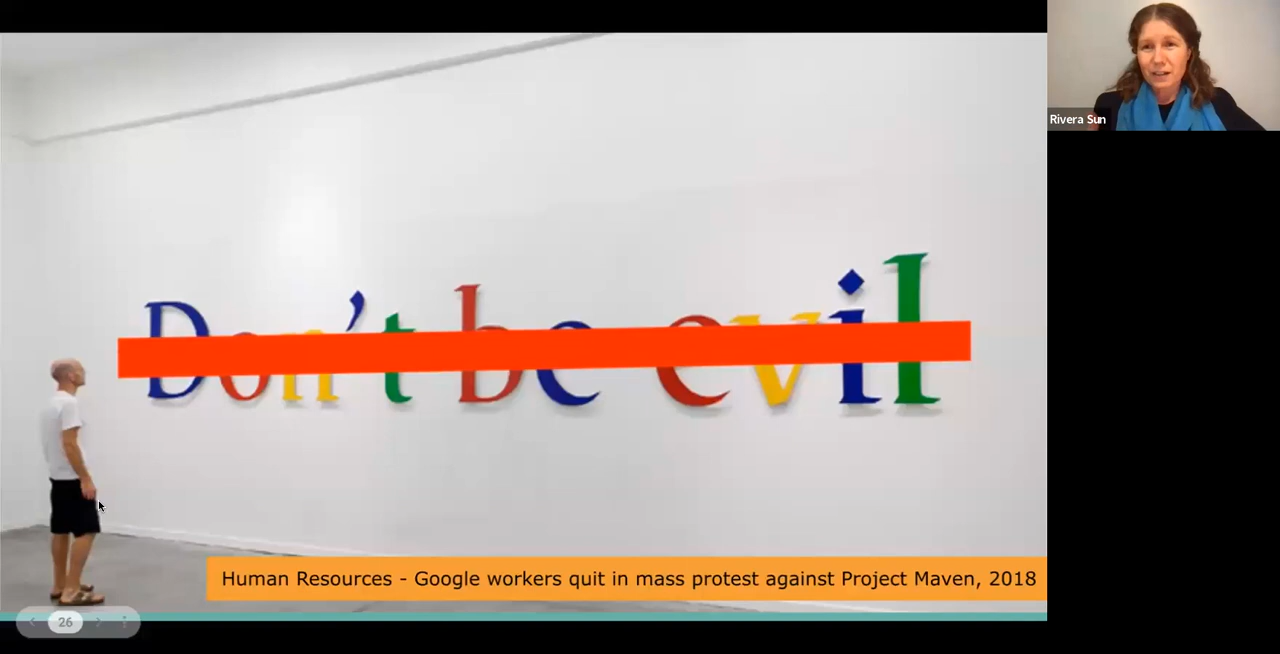 Don't be evil
Human Resources - Google workers quit in mass protest against Project Maven, 2018
26
Rivera Sun